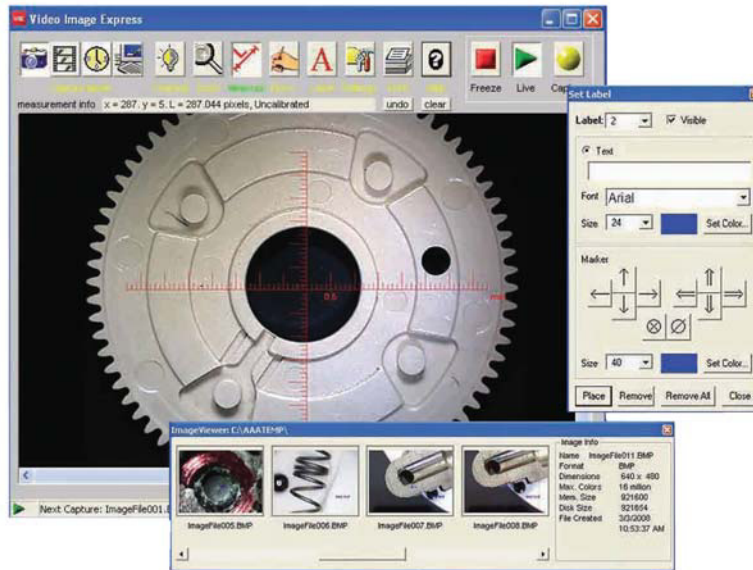 Video Image Express
Freeze
Live
measurement info x = 287. y = 5. L = 287.044 pixels, Uncalibrated
undo
clear
A
?
0.5
Next Capture: ImageFile001.
Set Label
Label: 2
Visible
Text
Font Arial
Size 24
Set Color...
Marker
Size 40
Set Color...
Place
Remove
Remove All
Close
ImageViewer: C:\AAATEMP\
ImageFile005.BMP
ImageFile006.BMP
ImageFile007.BMP
ImageFile008.BMP
Image Info
Name ImageFile011.BMP
Format BMP
Dimensions 640 x 480
Max. Colors 16 million
Mem. Size 921600
Disk Size 921654
File Created 3/3/2008
10:53:37 AM